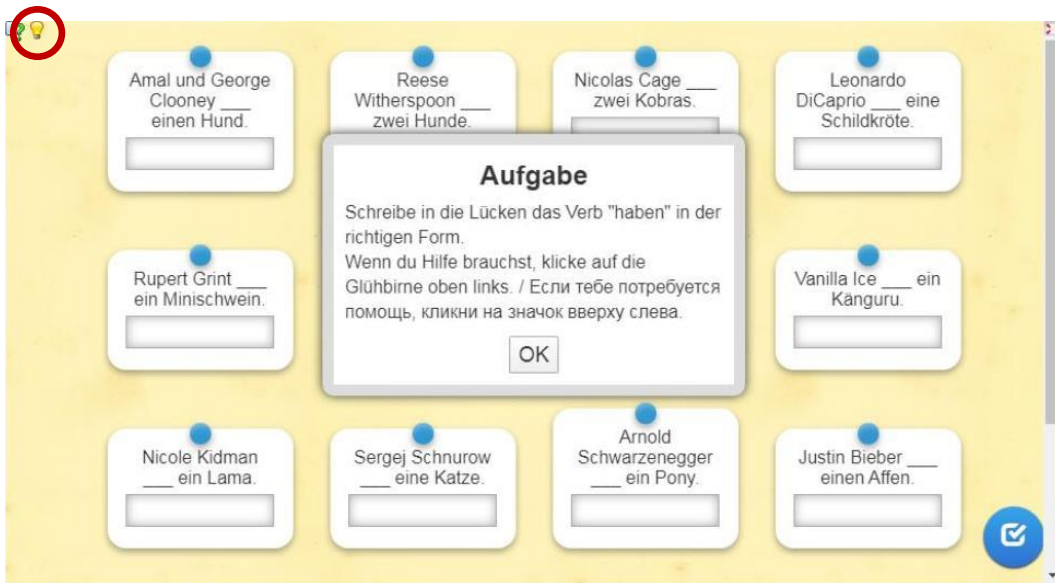 Amal und George
Clooney ___
einen Hund.
Reese
Witherspoon ___
zwei Hunde.
Nicolas Cage ___
zwei Kobras.
Leonardo
DiCaprio ___ eine
Schildkröte.
Aufgabe
Schreibe in die Lücken das Verb "haben" in der
richtigen Form.
Wenn du Hilfe brauchst, klicke auf die
Glühbirne oben links. / Если тебе потребуется
помощь, кликни на значок вверху слева.
OK
Rupert Grint ___
ein Minischwein.
Vanilla Ice ___ ein
Känguru.
Nicole Kidman
___ ein Lama.
Sergej Schnurow
___ eine Katze.
Arnold
Schwarzenegger
___ ein Pony.
Justin Bieber ___
einen Affen.